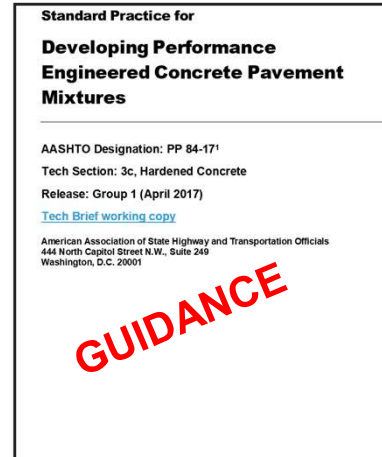 Standard Practice for
Developing Performance
Engineered Concrete Pavement
Mixtures
AASHTO Designation: PP 84-17¹
Tech Section: 3c, Hardened Concrete
Release: Group 1 (April 2017)
Tech Brief working copy
American Association of State Highway and Transportation Officials
444 North Capitol Street N.W., Suite 249
Washington, D.C. 20001
GUIDANCE